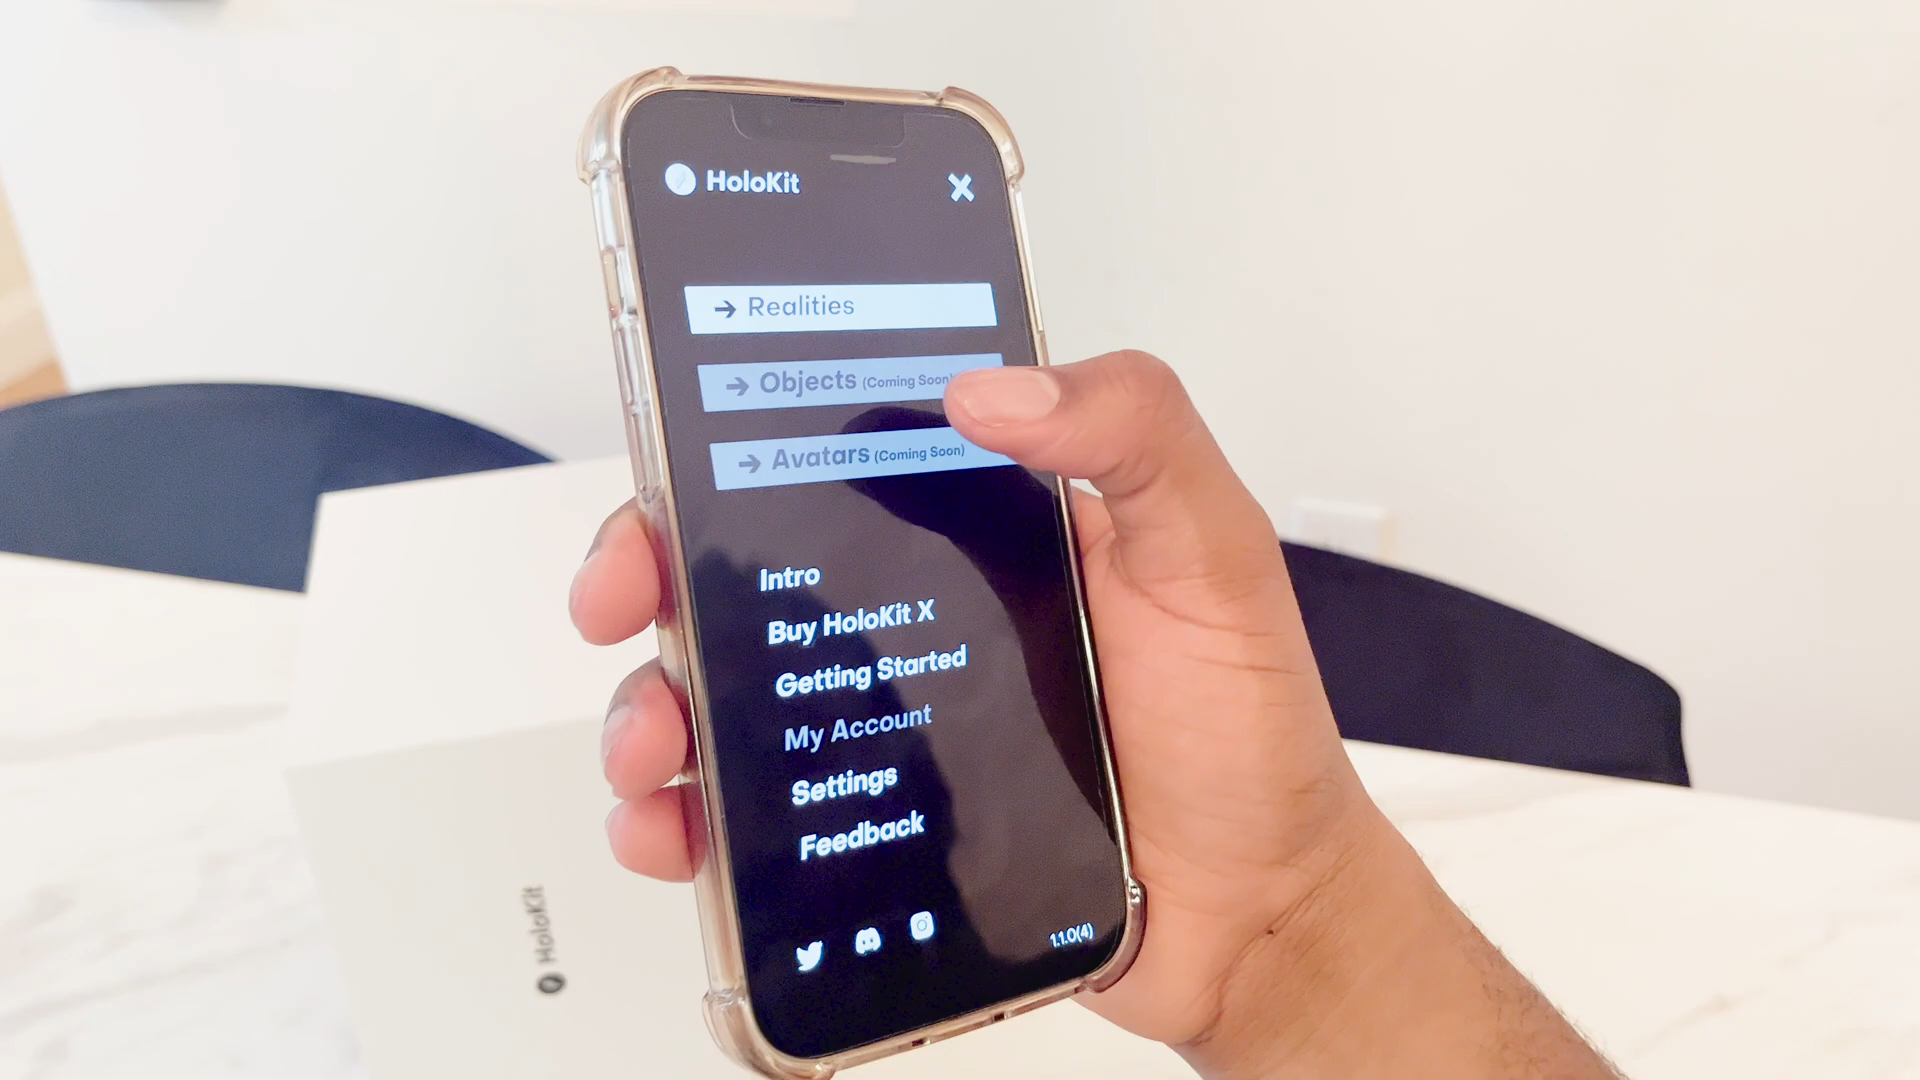 HoloKit
→ Realities
→ Objects (Coming Soon)
→ Avatars (Coming Soon)
Intro
Buy HoloKit X
Getting Started
My Account
Settings
Feedback
1.1.0(4)
HoloKit